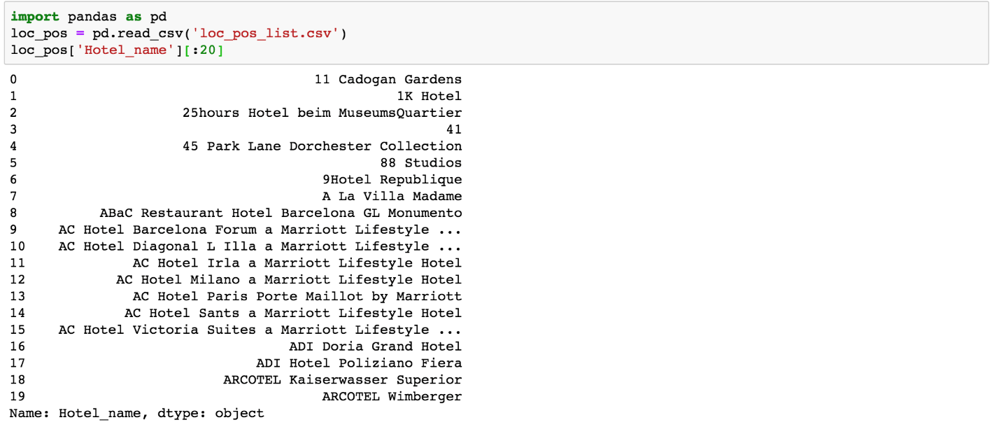 import pandas as pd
loc_pos = pd.read_csv('loc_pos_list.csv')
loc_pos['Hotel_name'][:20]
0 11 Cadogan Gardens
1 1K Hotel
2 25hours Hotel beim MuseumsQuartier
3 41
4 45 Park Lane Dorchester Collection
5 88 Studios
6 9Hotel Republique
7 A La Villa Madame
8 ABaC Restaurant Hotel Barcelona GL Monumento
9 AC Hotel Barcelona Forum a Marriott Lifestyle ...
10 AC Hotel Diagonal L Illa a Marriott Lifestyle ...
11 AC Hotel Irla a Marriott Lifestyle Hotel
12 AC Hotel Milano a Marriott Lifestyle Hotel
13 AC Hotel Paris Porte Maillot by Marriott
14 AC Hotel Sants a Marriott Lifestyle Hotel
15 AC Hotel Victoria Suites a Marriott Lifestyle ...
16 ADI Doria Grand Hotel
17 ADI Hotel Poliziano Fiera
18 ARCOTEL Kaiserwasser Superior
19 ARCOTEL Wimberger
Name: Hotel_name, dtype: object